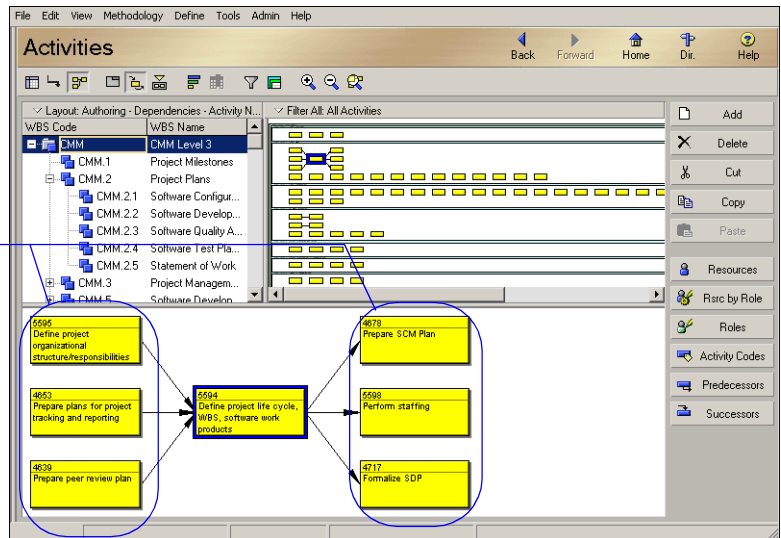 File Edit View Methodology Define Tools Admin Help
Activities
Back Forward Home Dir. Help
Layout: Authoring - Dependencies - Activity N...
Filter All: All Activities
WBS Code WBS Name
CMM CMM Level 3
CMM.1 Project Milestones
CMM.2 Project Plans
CMM.2.1 Software Configur...
CMM.2.2 Software Develop...
CMM.2.3 Software Quality A...
CMM.2.4 Software Test Pla...
CMM.2.5 Statement of Work
CMM.3 Project Managem...
CMM.5 Software Develop
Add
Delete
Cut
Copy
Paste
Resources
Rsrc by Role
Roles
Activity Codes
Predecessors
Successors
5595
Define project
organizational
structure/responsibilities
4653
Prepare plans for project
tracking and reporting
4639
Prepare peer review plan
5594
Define project life cycle,
WBS, software work
products
4678
Prepare SCM Plan
5598
Perform staffing
4717
Formalize SDP